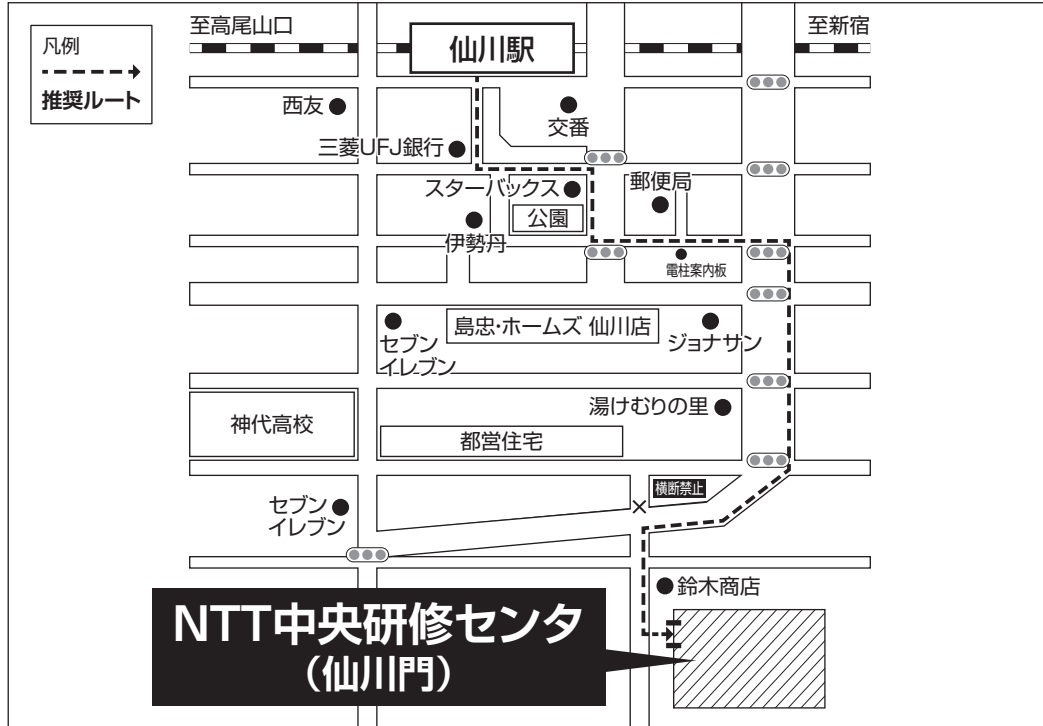 至高尾山口
至新宿
凡例
推奨ルート
仙川駅
西友
交番
三菱UFJ銀行
スターバックス
郵便局
公園
伊勢丹
電柱案内板
島忠・ホームズ 仙川店
セブン
イレブン
ジョナサン
湯けむりの里
神代高校
都営住宅
横断禁止
セブン
イレブン
鈴木商店
NTT中央研修センタ
（仙川門）